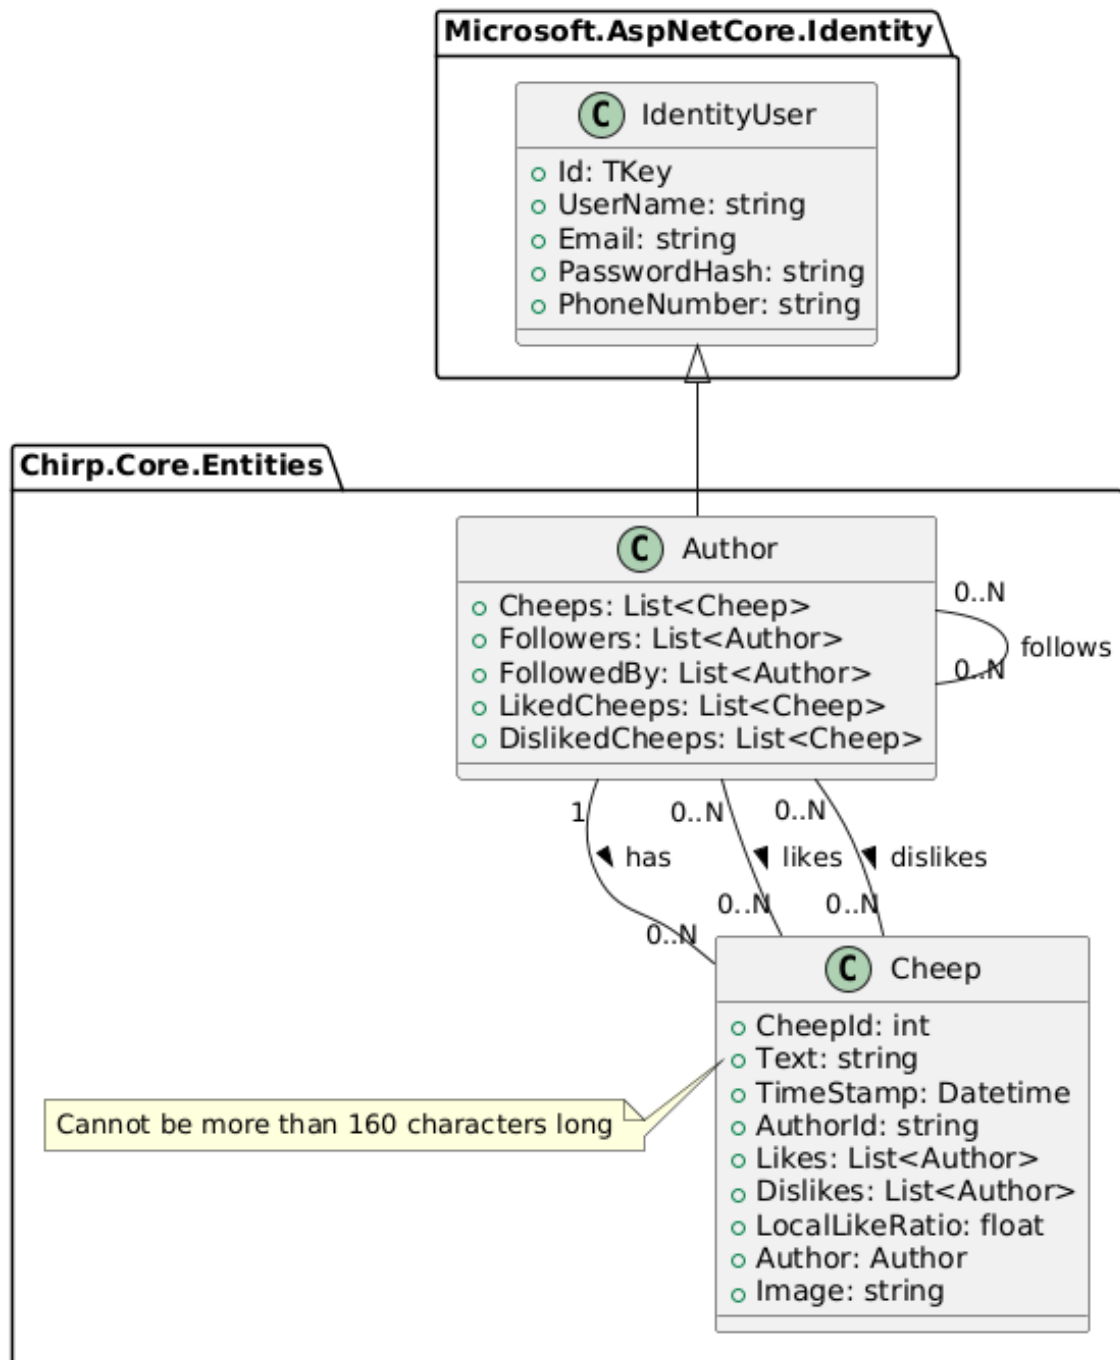 Microsoft.AspNetCore.Identity
C IdentityUser
Id: TKey
UserName: string
Email: string
PasswordHash: string
PhoneNumber: string
Chirp.Core.Entities
C Author
Cheeps: List<Cheep>
Followers: List<Author>
FollowedBy: List<Author>
LikedCheeps: List<Cheep>
DislikedCheeps: List<Cheep>
0..N
follows
0..N
1
0..N
0..N
has
likes
dislikes
0..N
0..N
0..N
C Cheep
CheepId: int
Text: string
TimeStamp: Datetime
AuthorId: string
Likes: List<Author>
Dislikes: List<Author>
LocalLikeRatio: float
Author: Author
Image: string
Cannot be more than 160 characters long